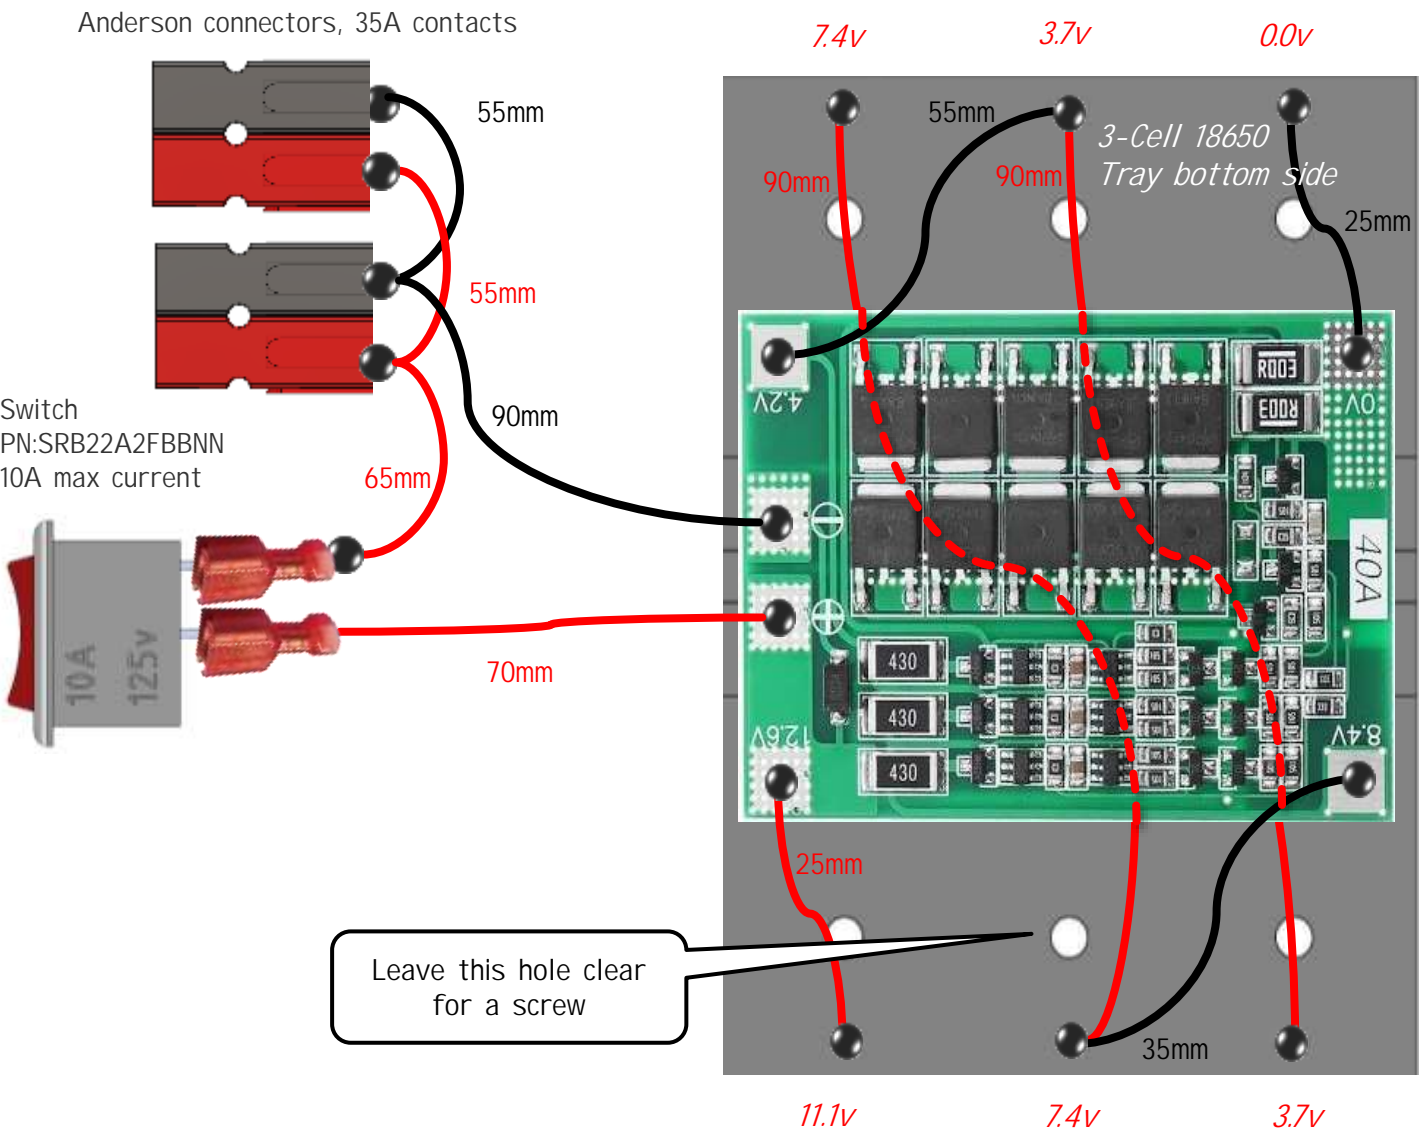 Anderson connectors, 35A contacts
7.4v
3.7v
0.0v
55mm
55mm
3-Cell 18650
Tray bottom side
90mm
90mm
25mm
55mm
4.2V
R003
R003
0V
Switch
PN:SRB22A2FBBNN
10A max current
90mm
65mm
40A
10A
125v
70mm
430
430
430
12.6V
8.4V
25mm
Leave this hole clear
for a screw
35mm
11.1v
7.4v
3.7v